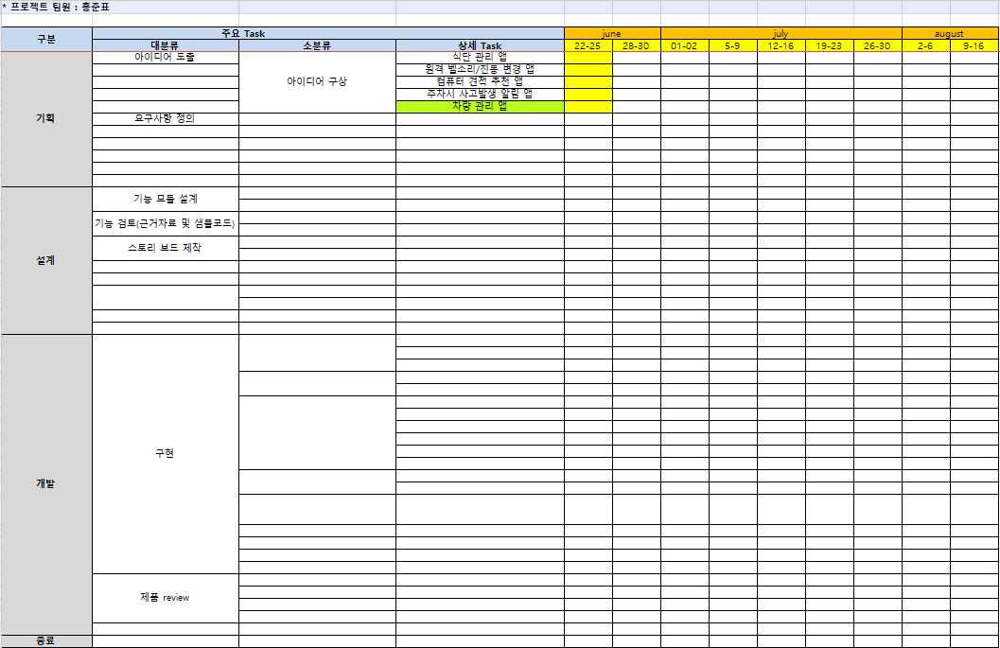 * 프로젝트 팀원 : 홍준표
구분 주요 Task june july august
대분류 소분류 상세 Task 22-25 28-30 01-02 5-9 12-16 19-23 26-30 2-6 9-16
기획 아이디어 도출 아이디어 구상 식단 관리 앱
원격 벨소리/진동 변경 앱
컴퓨터 견적 추천 앱
주차시 사고발생 알림 앱
차량 관리 앱
요구사항 정의
설계 기능 모듈 설계
기능 검토(근거자료 및 샘플코드)
스토리 보드 제작
개발 구현
제품 review
종료